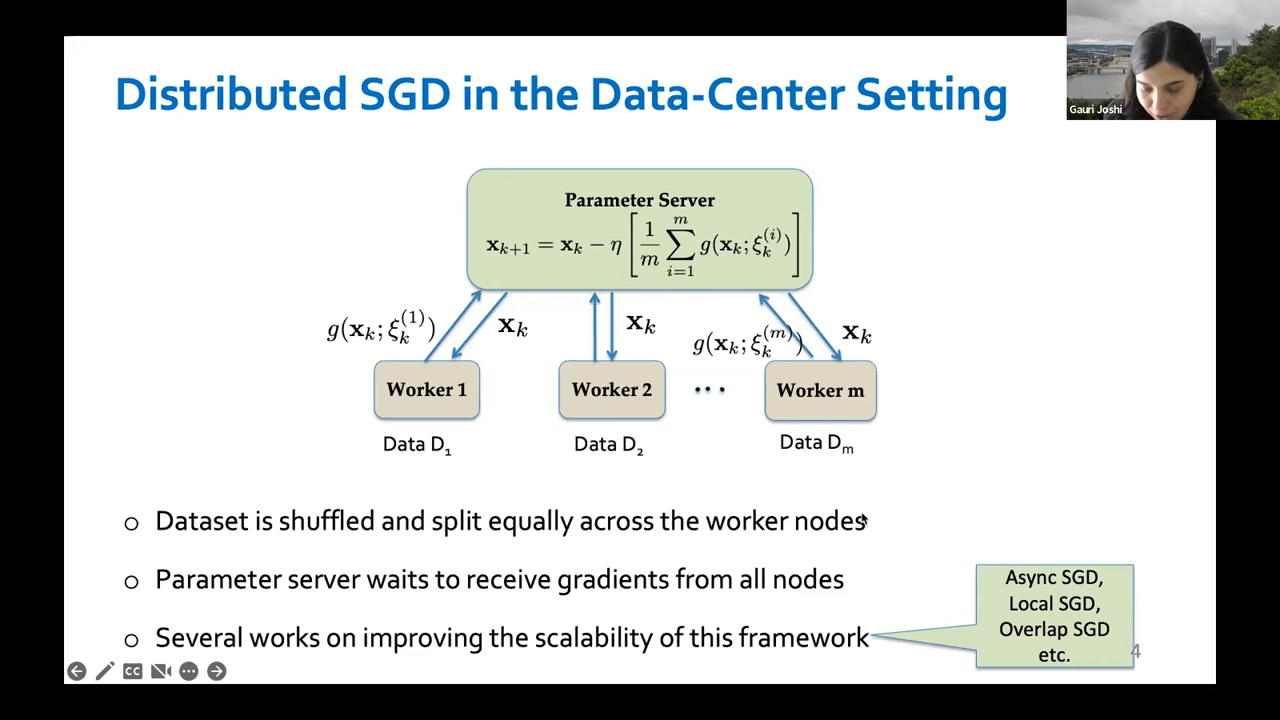 Distributed SGD in the Data-Center Setting
Gauri Joshi
Parameter Server
x_{k+1} = x_k − η [ 1/m ∑_{i=1}^{m} g(x_k; ξ_k^{(i)}) ]
g(x_k; ξ_k^{(1)})
x_k
x_k
g(x_k; ξ_k^{(m)})
x_k
Worker 1
Worker 2
...
Worker m
Data D₁
Data D₂
Data Dₘ
○ Dataset is shuffled and split equally across the worker nodes
○ Parameter server waits to receive gradients from all nodes
○ Several works on improving the scalability of this framework
Async SGD,
Local SGD,
Overlap SGD
etc.
4
CC